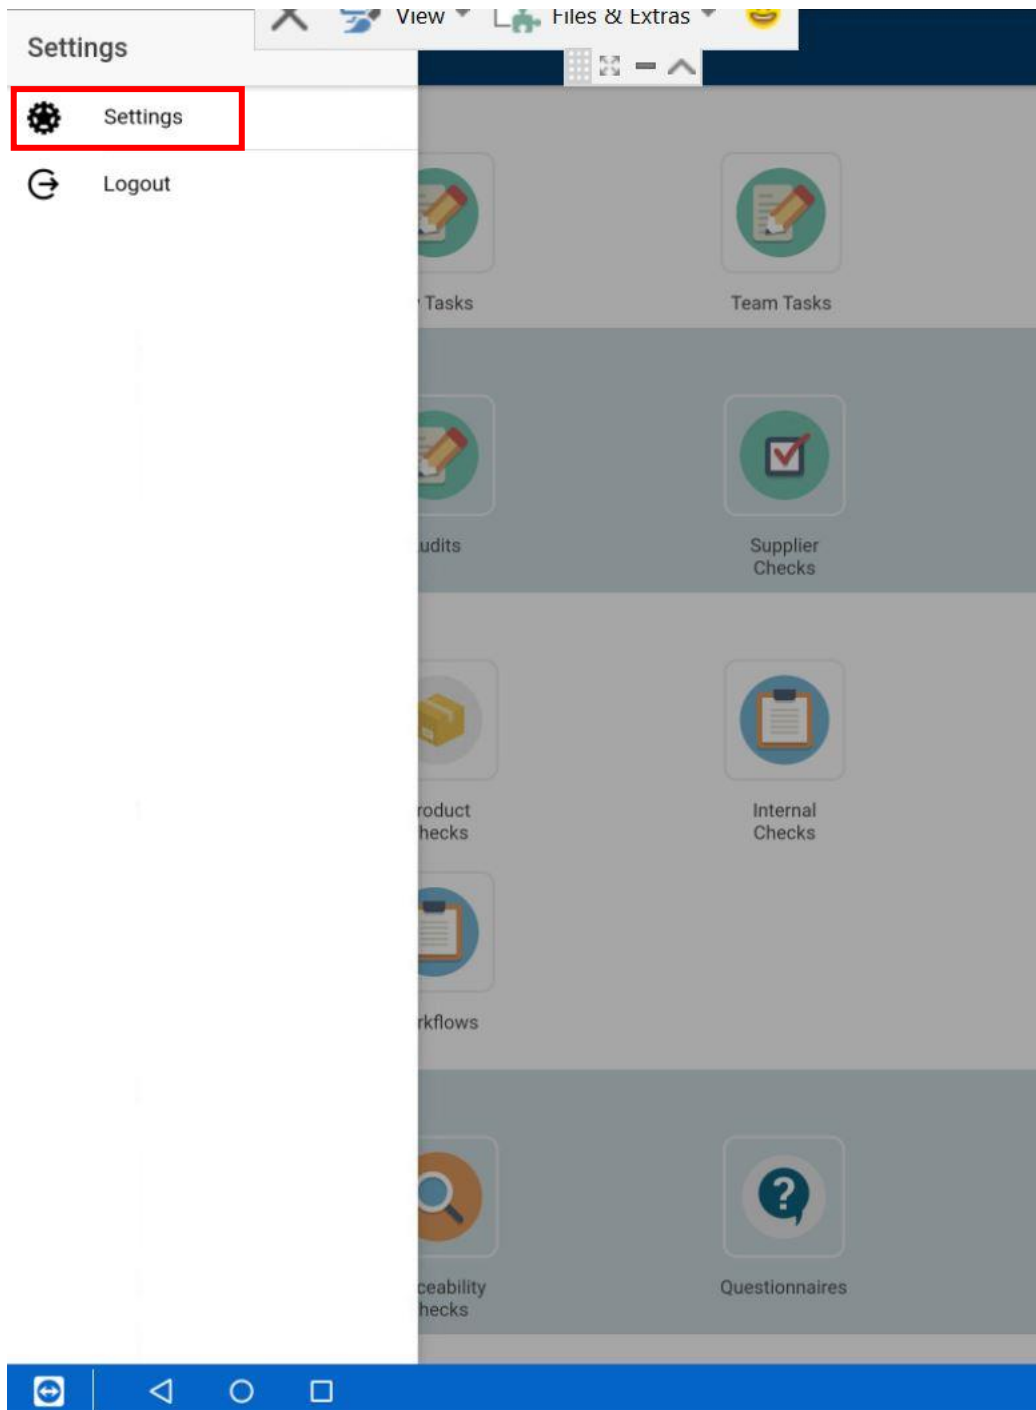 View
Files & Extras
Settings
Settings
Logout
Tasks
Team Tasks
udits
Supplier
Checks
roduct
hecks
Internal
Checks
rkflows
ceability
hecks
Questionnaires
?